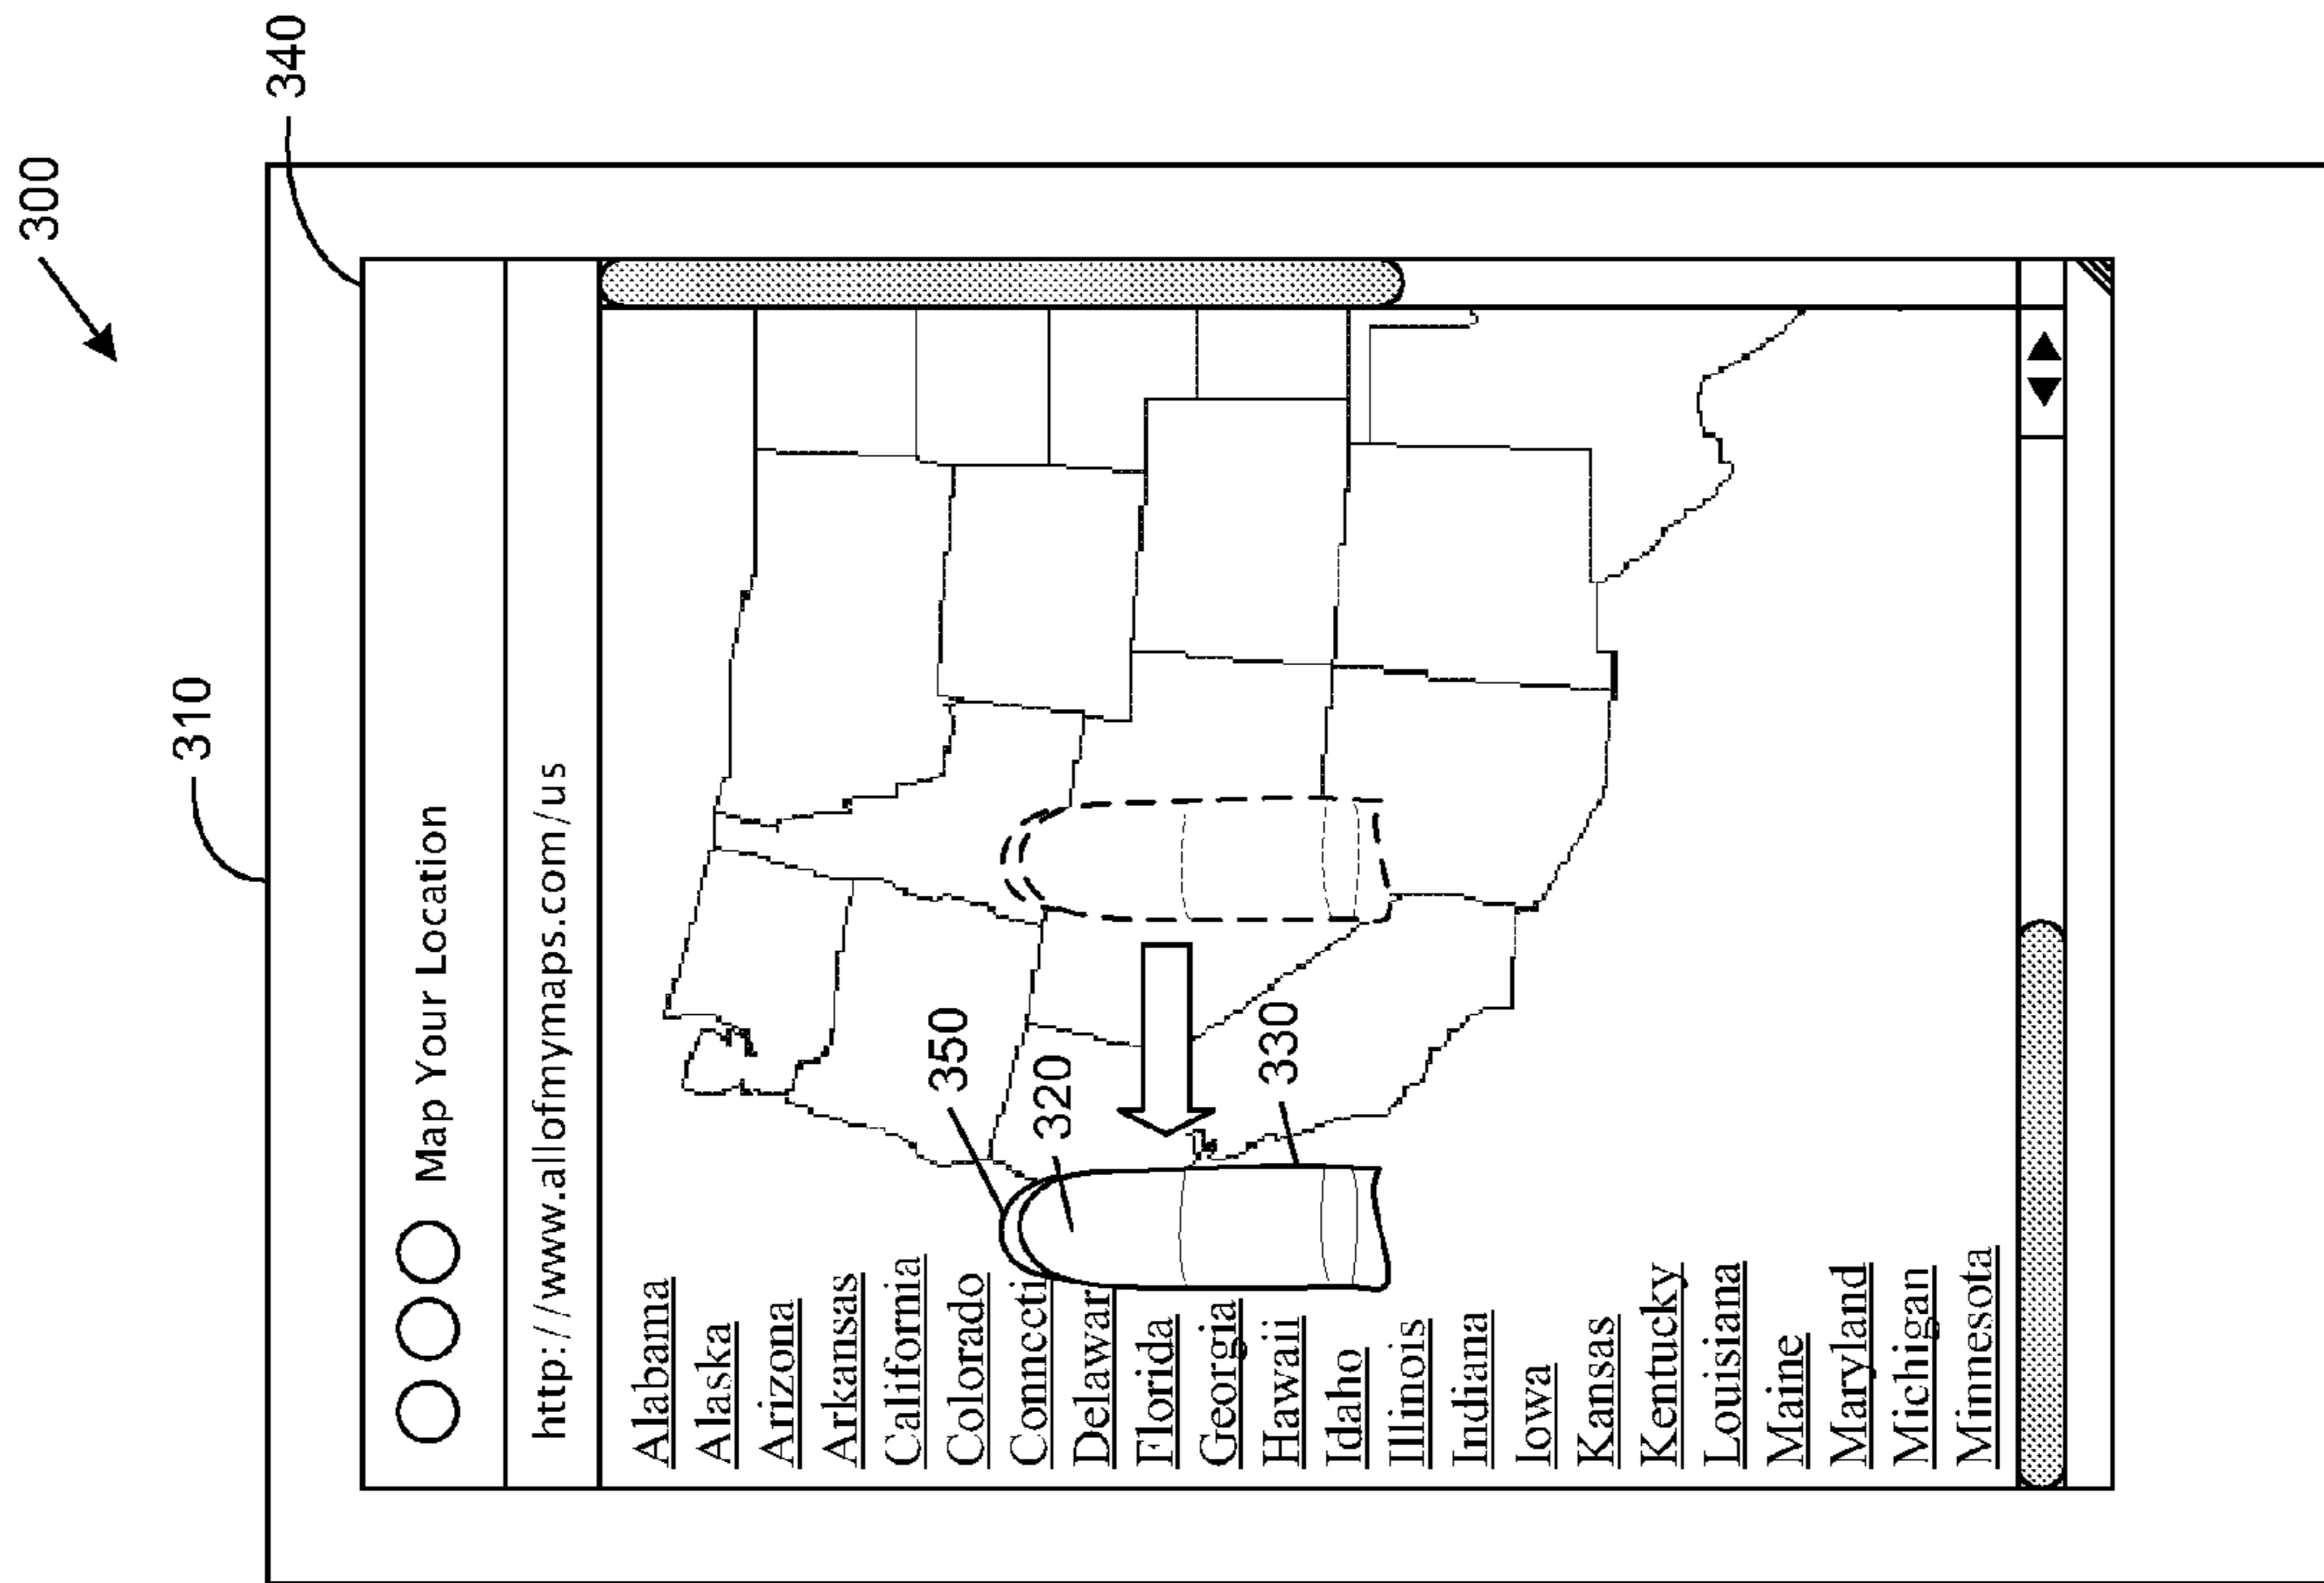 300
310
340
Map Your Location
http://www.allofmymaps.com/us
Alabama
Alaska
Arizona
Arkansas
California
Colorado
Connecti
Delawar
Florida
Georgia
Hawaii
Idaho
Illinois
Indiana
Iowa
Kansas
Kentucky
Louisiana
Maine
Maryland
Michigan
Minnesota
350
320
330